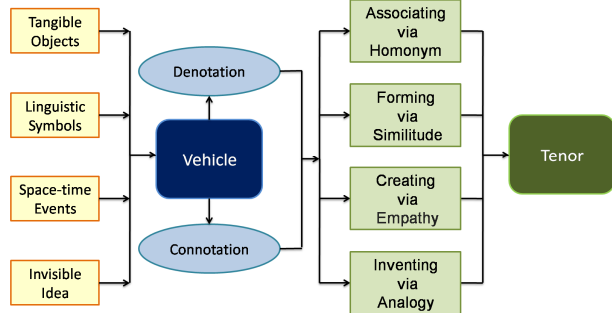 Tangible
Objects
Linguistic
Symbols
Space-time
Events
Invisible
Idea
Denotation
Vehicle
Connotation
Associating
via
Homonym
Forming
via
Similitude
Creating
via
Empathy
Inventing
via
Analogy
Tenor